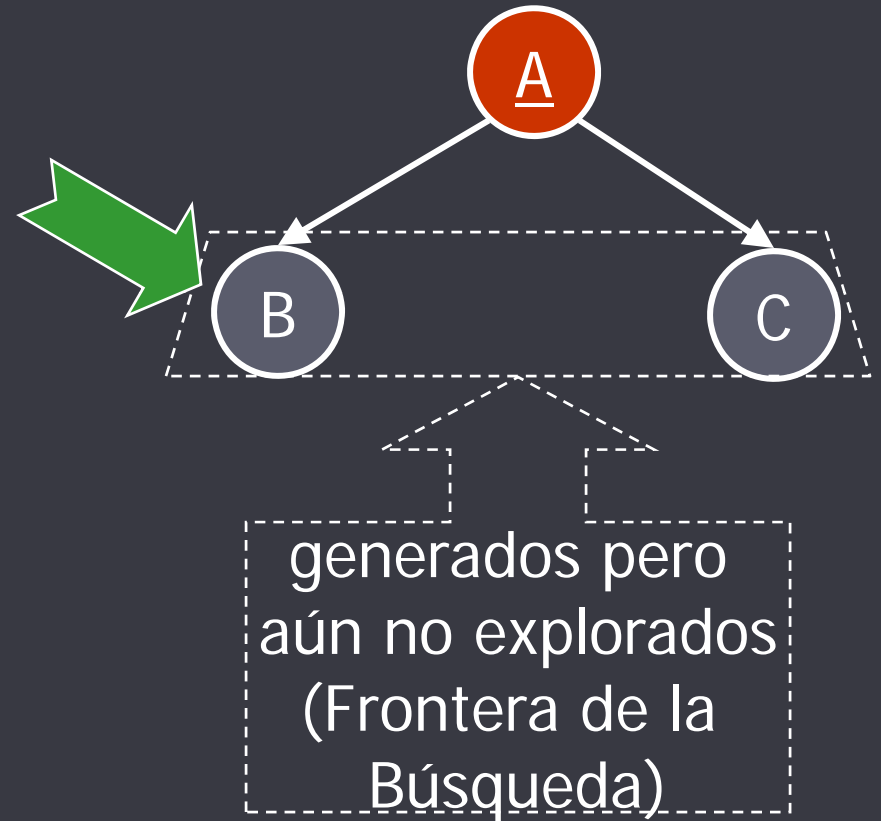 A
B
C
generados pero
aún no explorados
(Frontera de la
Búsqueda)